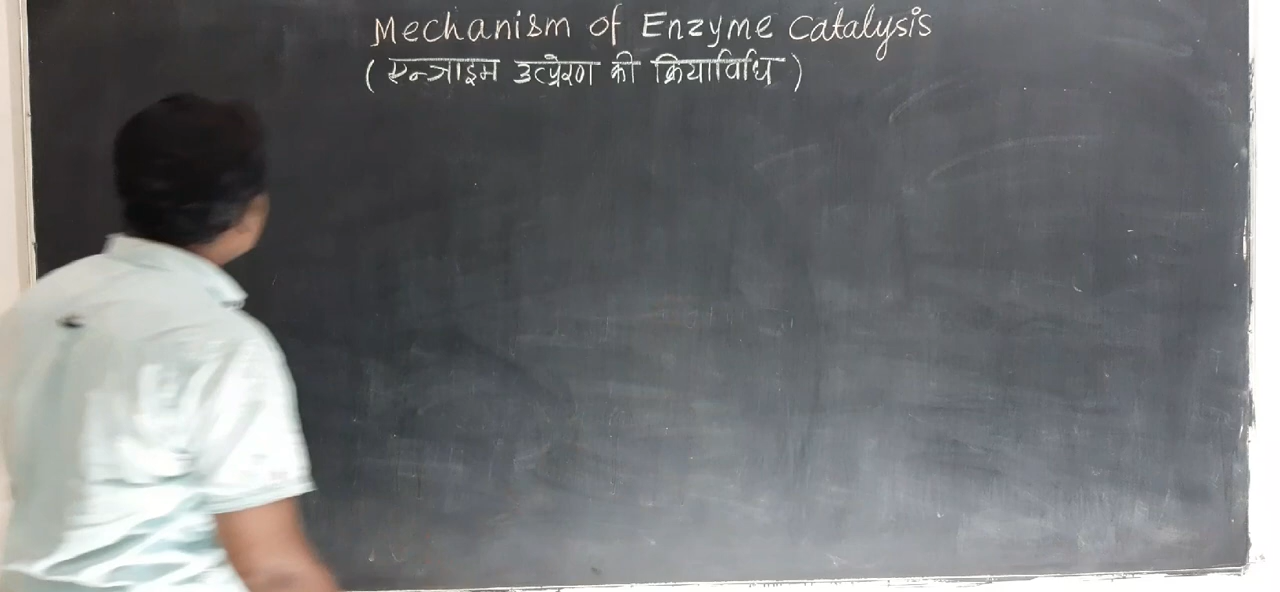 Mechanism of Enzyme Catalysis
(एन्जाइम उत्प्रेरण की क्रियाविधि)